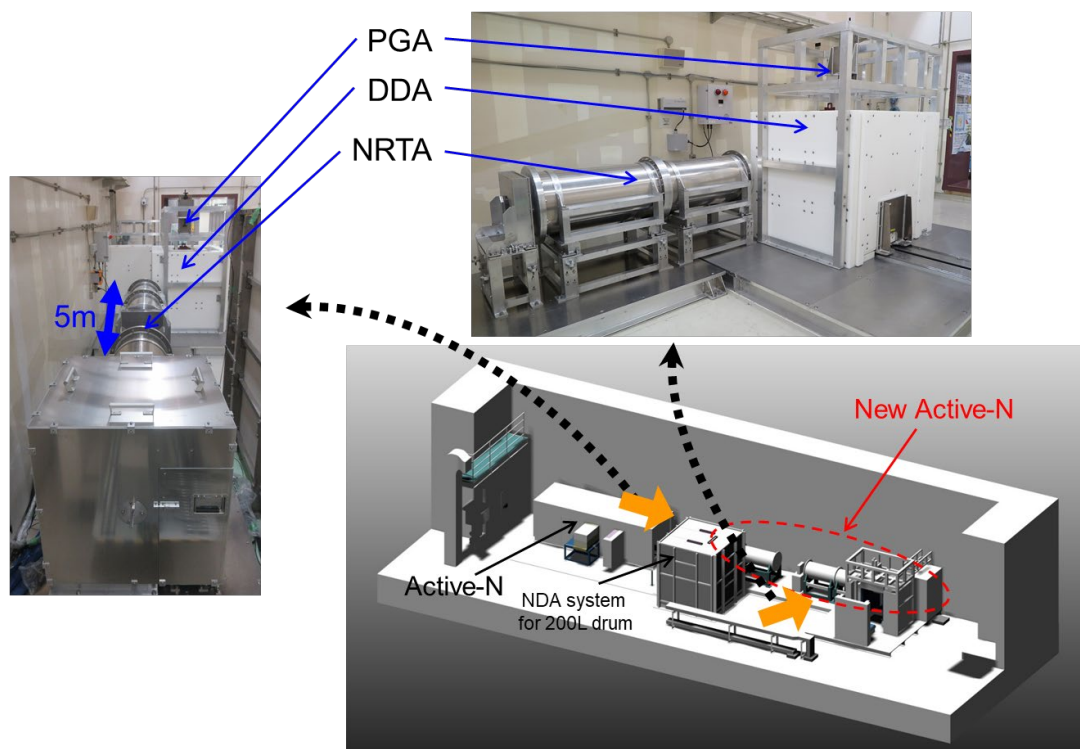 PGA
DDA
NRTA
5m
New Active-N
Active-N
NDA system
for 200L drum